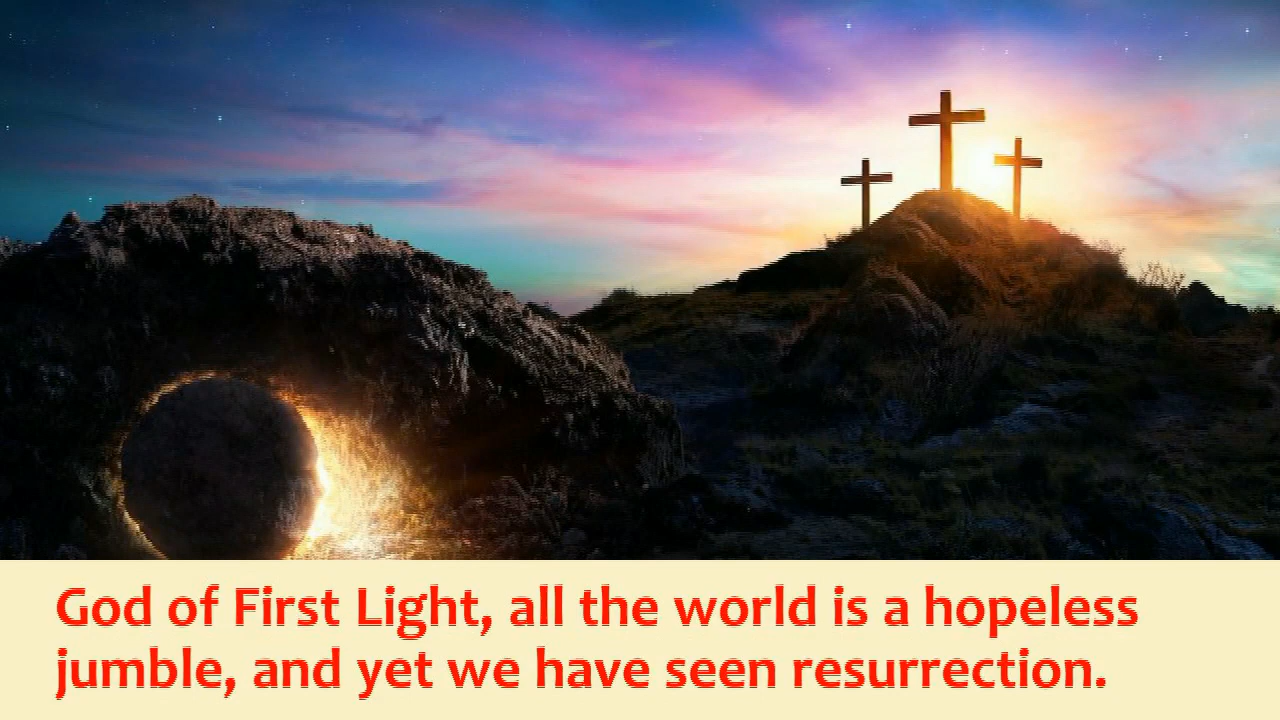 God of First Light, all the world is a hopeless
jumble, and yet we have seen resurrection.